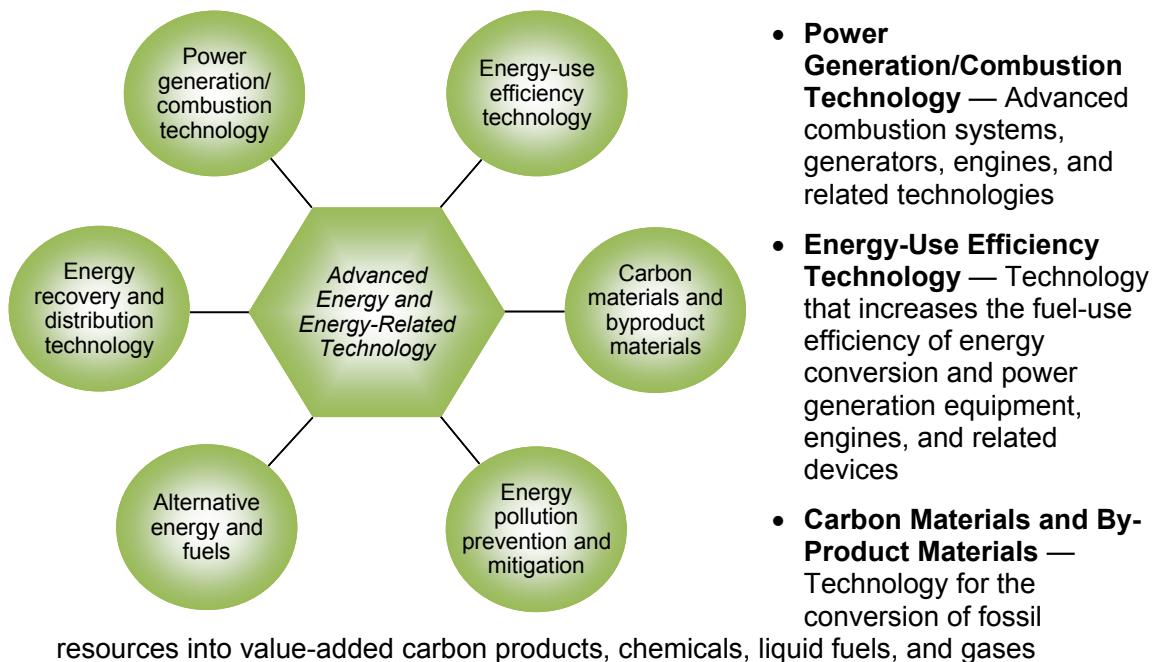 Power
generation/
combustion
technology
Energy-use
efficiency
technology
Energy
recovery and
distribution
technology
Advanced
Energy and
Energy-Related
Technology
Carbon
materials and
byproduct
materials
Alternative
energy and
fuels
Energy
pollution
prevention and
mitigation
• Power
Generation/Combustion
Technology — Advanced
combustion systems,
generators, engines, and
related technologies
• Energy-Use Efficiency
Technology — Technology
that increases the fuel-use
efficiency of energy
conversion and power
generation equipment,
engines, and related
devices
• Carbon Materials and By-
Product Materials —
Technology for the
conversion of fossil
resources into value-added carbon products, chemicals, liquid fuels, and gases